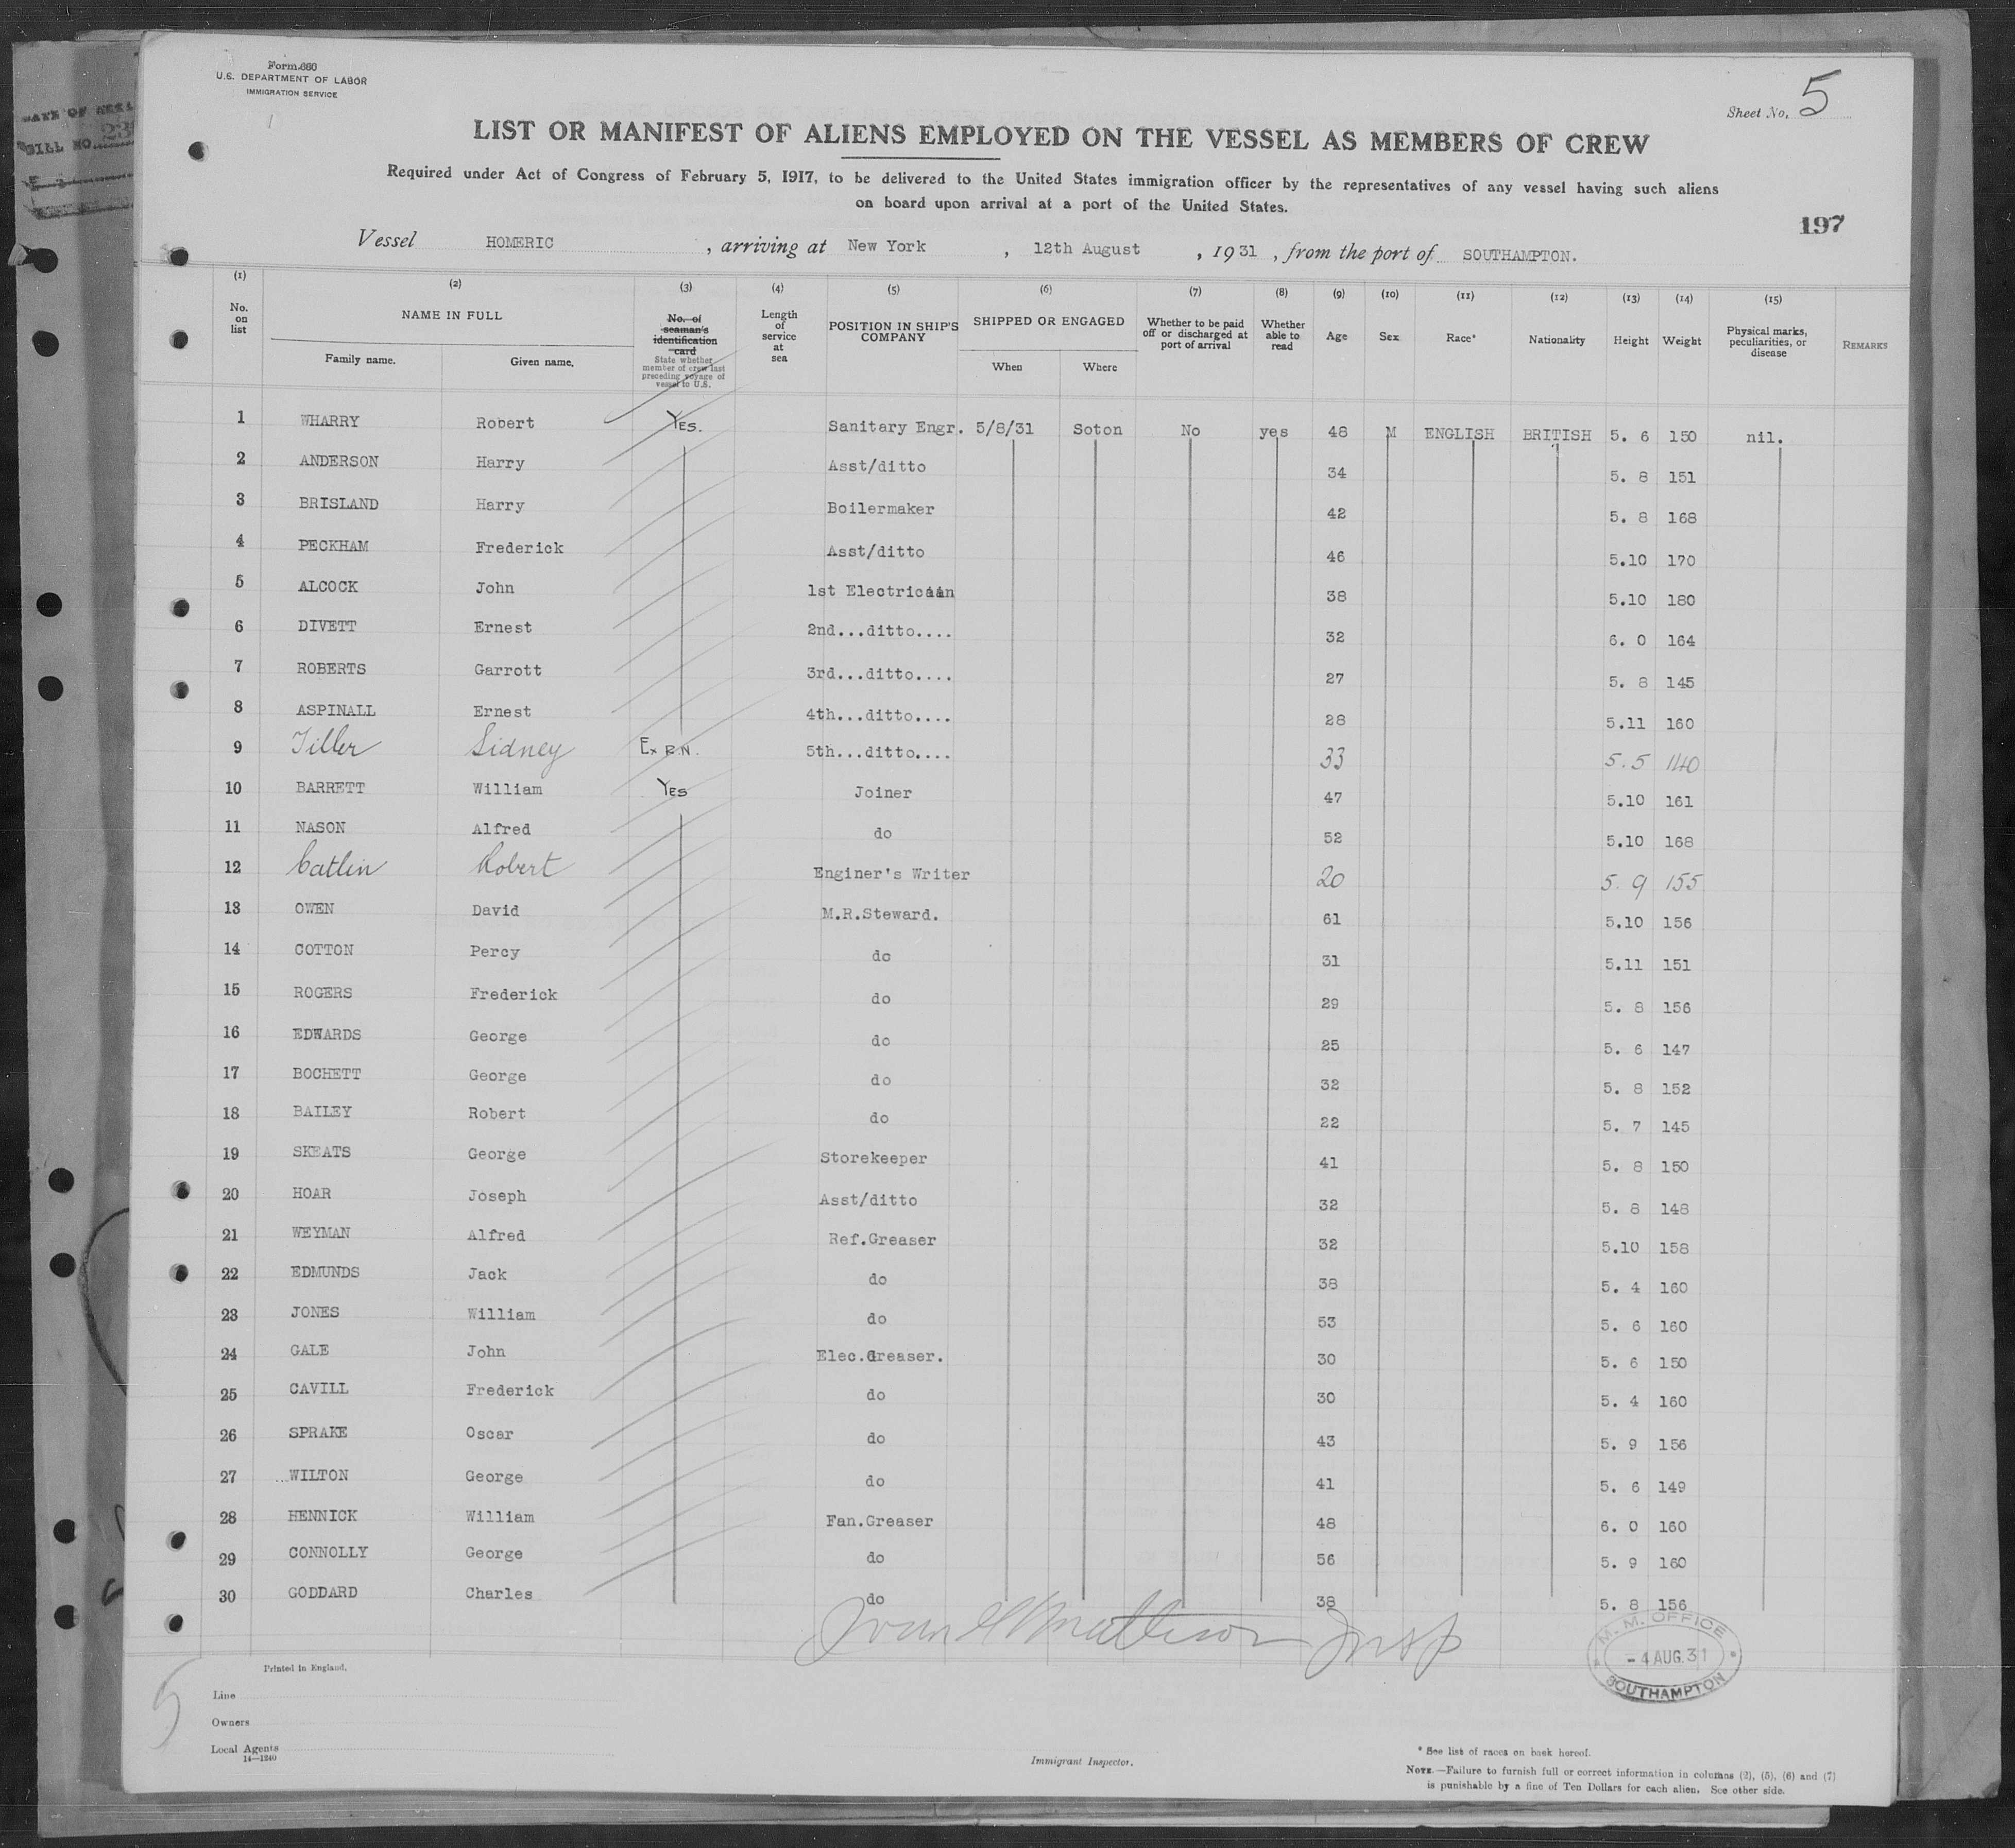 Form 680
U.S. DEPARTMENT OF LABOR
IMMIGRATION SERVICE
BILL NO. 23
Sheet No. 5
LIST OR MANIFEST OF ALIENS EMPLOYED ON THE VESSEL AS MEMBERS OF CREW
Required under Act of Congress of February 5, 1917, to be delivered to the United States immigration officer by the representatives of any vessel having such aliens
on board upon arrival at a port of the United States.
197
Vessel HOMERIC , arriving at New York , 12th August , 1931 , from the port of SOUTHAMPTON.
(1) (2) (3) (4) (5) (6) (7) (8) (9) (10) (11) (12) (13) (14) (15)
No. on list
NAME IN FULL
Family name. Given name.
No. of seaman's identification card
State whether member of crew last preceding voyage of vessel to U.S.
Length of service at sea
POSITION IN SHIP'S COMPANY
SHIPPED OR ENGAGED
When Where
Whether to be paid off or discharged at port of arrival
Whether able to read
Age
Sex
Race*
Nationality
Height
Weight
Physical marks, peculiarities, or disease
REMARKS
1 WHARRY Robert YES. Sanitary Engr. 5/8/31 Soton No yes 48 M ENGLISH BRITISH 5. 6 150 nil.
2 ANDERSON Harry Asst/ditto 34 5. 8 151
3 BRISLAND Harry Boilermaker 42 5. 8 168
4 PECKHAM Frederick Asst/ditto 46 5.10 170
5 ALCOCK John 1st Electrician 38 5.10 180
6 DIVETT Ernest 2nd...ditto.... 32 6. 0 164
7 ROBERTS Garrott 3rd...ditto.... 27 5. 8 145
8 ASPINALL Ernest 4th...ditto.... 28 5.11 160
9 Tiller Sidney Ex R.N. 5th...ditto.... 33 5.5 140
10 BARRETT William YES Joiner 47 5.10 161
11 NASON Alfred do 52 5.10 168
12 Catlin Robert Enginer's Writer 20 5. 9 155
13 OWEN David M.R.Steward. 61 5.10 156
14 COTTON Percy do 31 5.11 151
15 ROGERS Frederick do 29 5. 8 156
16 EDWARDS George do 25 5. 6 147
17 BOCHETT George do 32 5. 8 152
18 BAILEY Robert do 22 5. 7 145
19 SKEATS George Storekeeper 41 5. 8 150
20 HOAR Joseph Asst/ditto 32 5. 8 148
21 WEYMAN Alfred Ref.Greaser 32 5.10 158
22 EDMUNDS Jack do 38 5. 4 160
23 JONES William do 53 5. 6 160
24 GALE John Elec.Greaser. 30 5. 6 150
25 CAVILL Frederick do 30 5. 4 160
26 SPRAKE Oscar do 43 5. 9 156
27 ...WILTON George do 41 5. 6 149
28 HENNICK William Fan.Greaser 48 6. 0 160
29 CONNOLLY George do 56 5. 9 160
30 GODDARD Charles do 38 5. 8 156
Insp
M. M. OFFICE
- 4 AUG.31
SOUTHAMPTON
Printed in England.
5
Line
Owners
Local Agents
14—1240
Immigrant Inspector.
* See list of races on back hereof.
NOTE.—Failure to furnish full or correct information in columns (2), (5), (6) and (7)
is punishable by a fine of Ten Dollars for each alien. See other side.